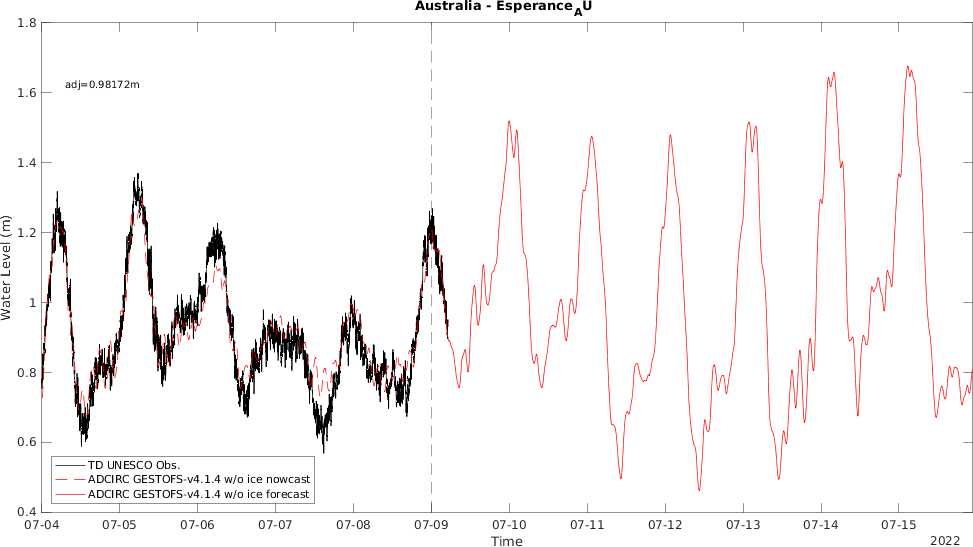 Australia - Esperance_AU
adj=0.98172m
Water Level (m)
1.8
1.6
1.4
1.2
1
0.8
0.6
0.4
TD UNESCO Obs.
ADCIRC GESTOFS-v4.1.4 w/o ice nowcast
ADCIRC GESTOFS-v4.1.4 w/o ice forecast
07-04 07-05 07-06 07-07 07-08 07-09 07-10 07-11 07-12 07-13 07-14 07-15
Time
2022